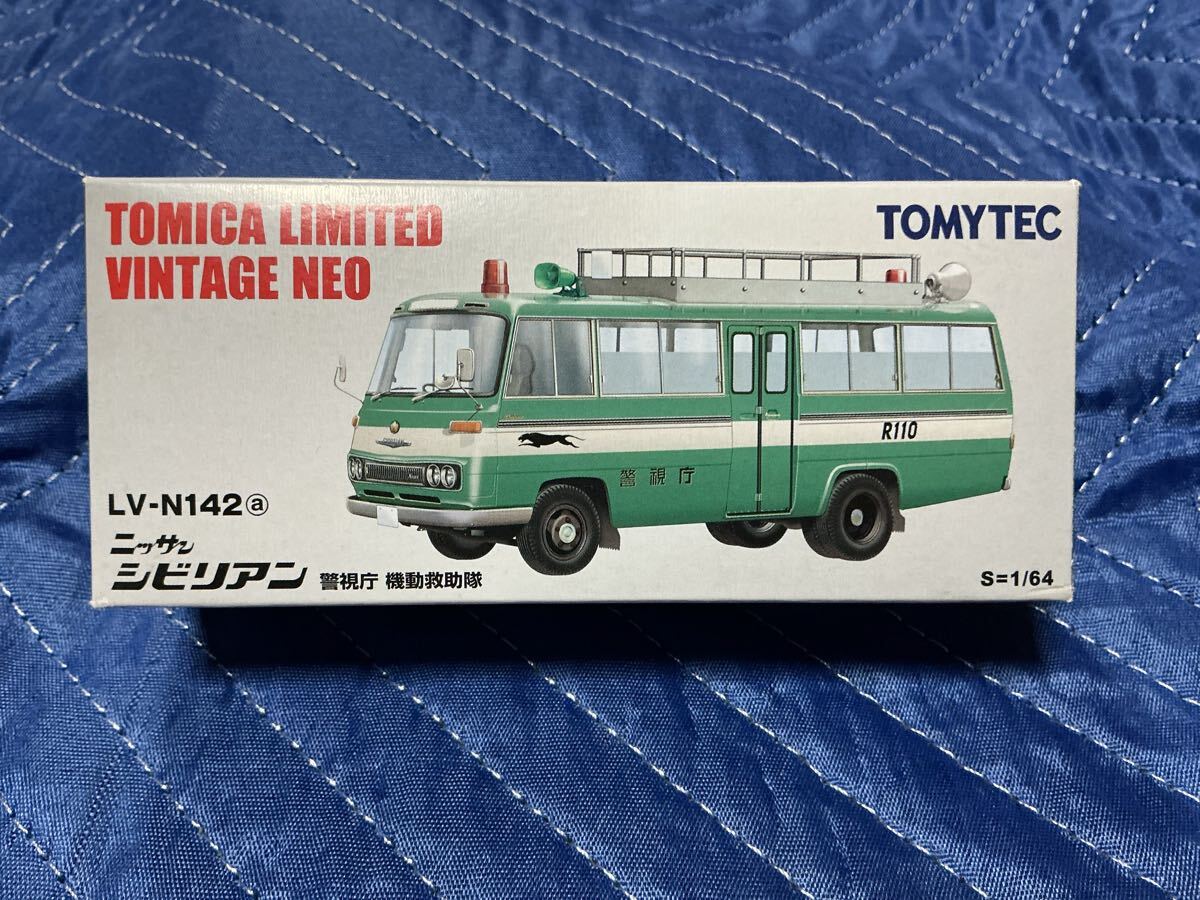 TOMICA LIMITED
VINTAGE NEO
TOMYTEC
R110
警視庁
LV-N142ⓐ
ニッサン
シビリアン 警視庁 機動救助隊
S=1/64